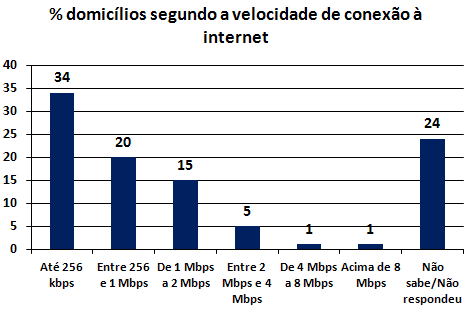 % domicílios segundo a velocidade de conexão à
internet
40
35
30
25
20
15
10
5
0
34
20
15
5
1
1
24
Até 256
kbps
Entre 256
e 1 Mbps
De 1 Mbps
a 2 Mbps
Entre 2
Mbps e 4
Mbps
De 4 Mbps
a 8 Mbps
Acima de 8
Mbps
Não
sabe/Não
respondeu